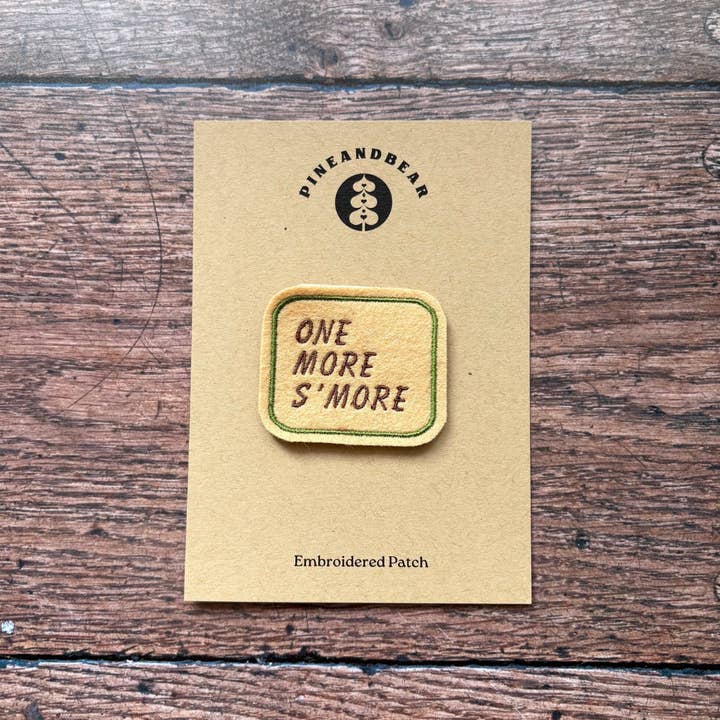 PINEANDBEAR
ONE
MORE
S'MORE
Embroidered Patch